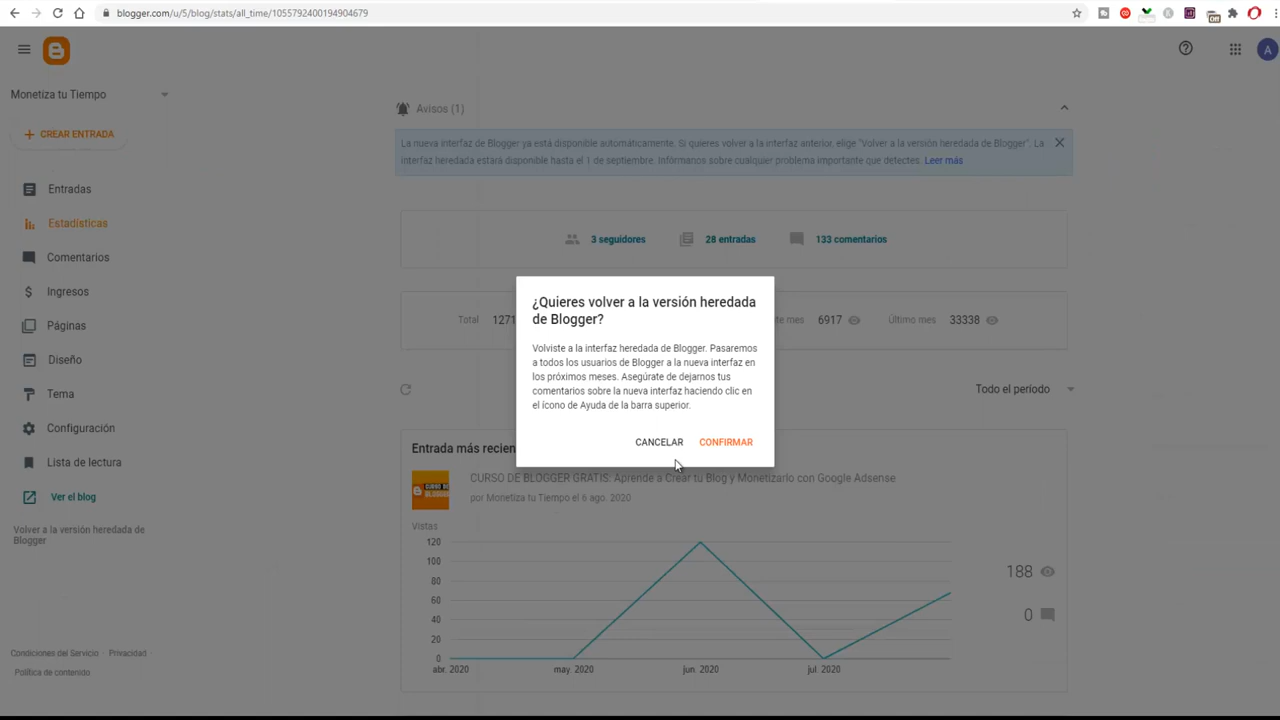 blogger.com/u/5/blog/stats/all_time/1055792400194904679
Off
A
Monetiza tu Tiempo
+ CREAR ENTRADA
Entradas
Estadísticas
Comentarios
Ingresos
Páginas
Diseño
Tema
Configuración
Lista de lectura
Ver el blog
Volver a la versión heredada de
Blogger
Condiciones del Servicio · Privacidad ·
Política de contenido
Avisos (1)
La nueva interfaz de Blogger ya está disponible automáticamente. Si quieres volver a la interfaz anterior, elige "Volver a la versión heredada de Blogger". La
interfaz heredada estará disponible hasta el 1 de septiembre. Infórmanos sobre cualquier problema importante que detectes. Leer más
3 seguidores 28 entradas 133 comentarios
Total 1271 te mes 6917 Último mes 33338
¿Quieres volver a la versión heredada
de Blogger?
Volviste a la interfaz heredada de Blogger. Pasaremos
a todos los usuarios de Blogger a la nueva interfaz en
los próximos meses. Asegúrate de dejarnos tus
comentarios sobre la nueva interfaz haciendo clic en
el ícono de Ayuda de la barra superior.
CANCELAR CONFIRMAR
Todo el período
Entrada más recien
CURSO DE BLOGGER GRATIS: Aprende a Crear tu Blog y Monetizarlo con Google Adsense
por Monetiza tu Tiempo el 6 ago. 2020
CURSO DE
BLOGGER
Vistas
120
100
80
60
40
20
0
abr. 2020 may. 2020 jun. 2020 jul. 2020
188
0